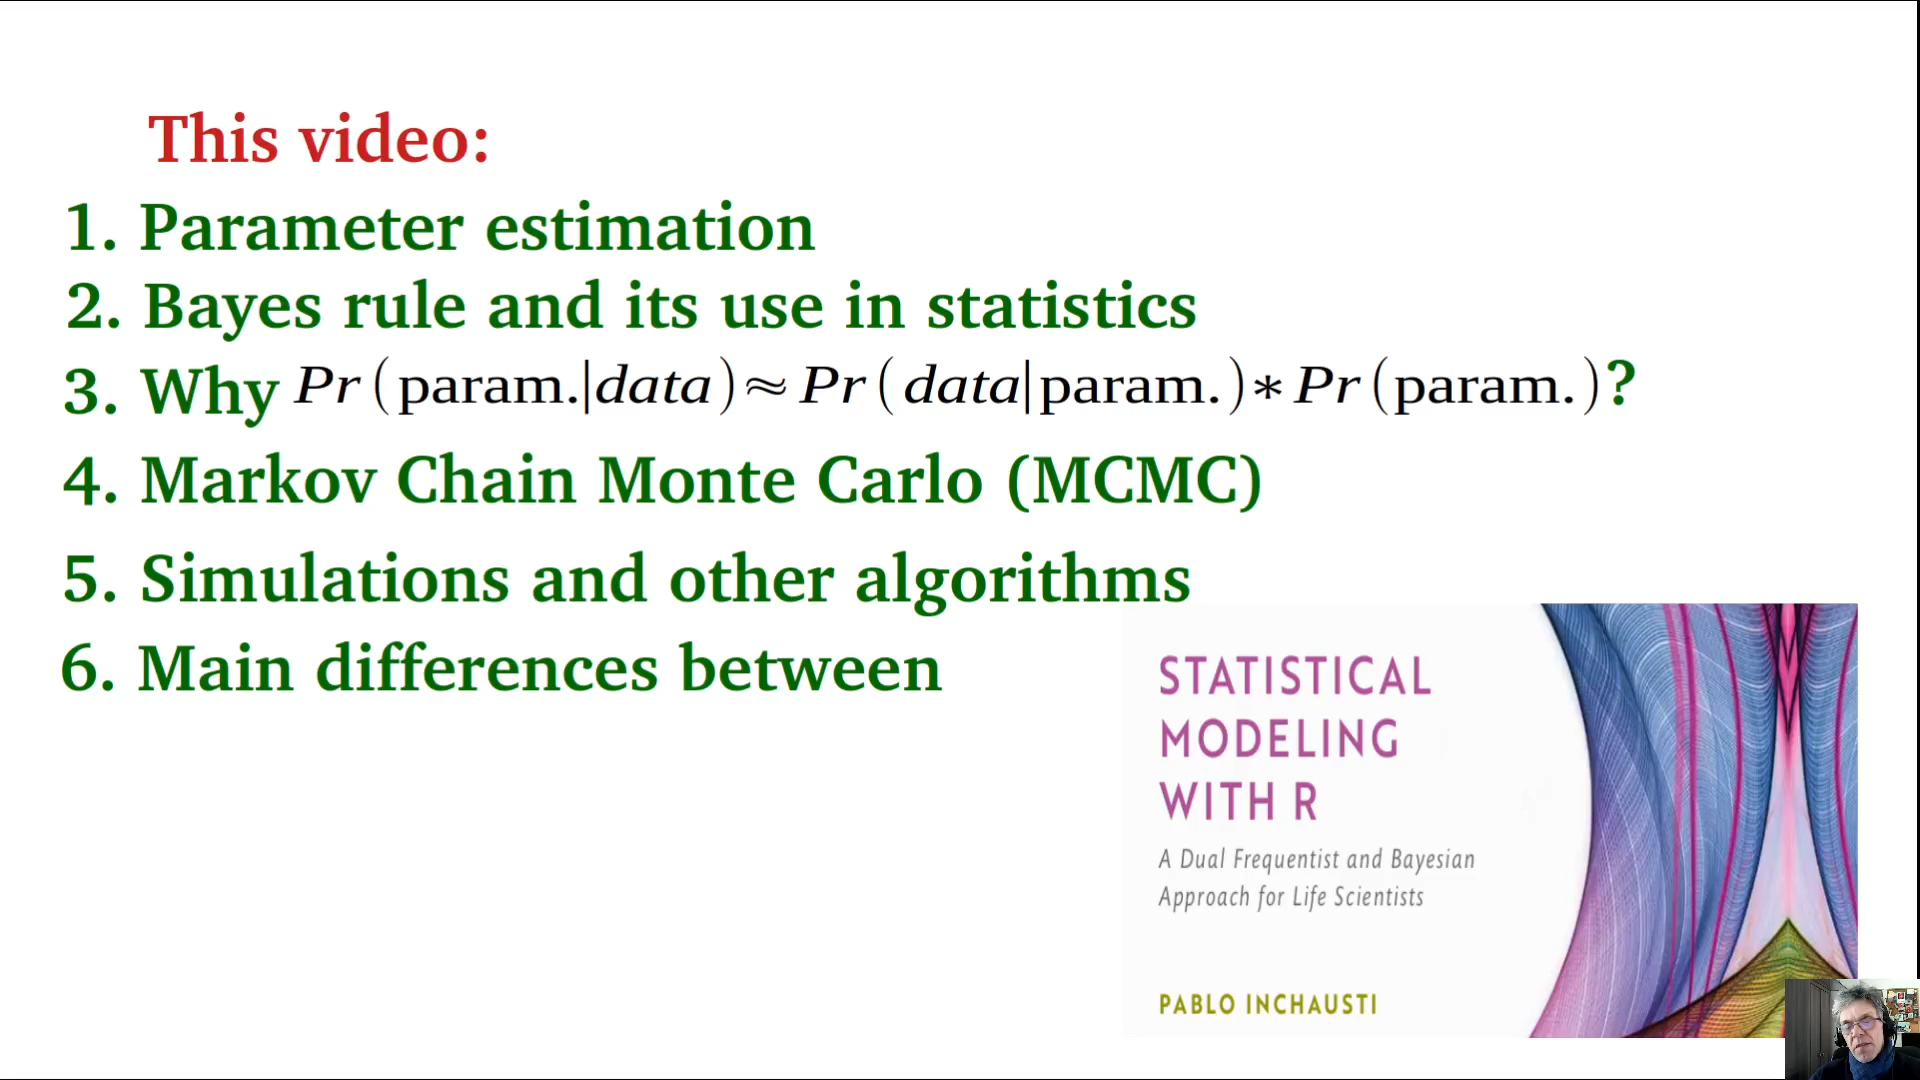 This video:
1. Parameter estimation
2. Bayes rule and its use in statistics
3. Why Pr(param.|data)≈Pr(data|param.)∗Pr(param.)?
4. Markov Chain Monte Carlo (MCMC)
5. Simulations and other algorithms
6. Main differences between
STATISTICAL
MODELING
WITH R
A Dual Frequentist and Bayesian
Approach for Life Scientists
PABLO INCHAUSTI